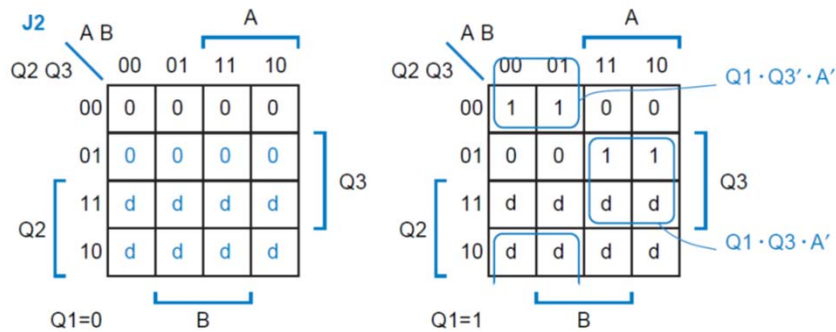 J2
A B
A
Q2 Q3
00 01 11 10
00 0 0 0 0
01 0 0 0 0
11 d d d d
10 d d d d
Q3
Q2
Q1=0
B
A B
A
Q2 Q3
00 01 11 10
00 1 1 0 0
01 0 0 1 1
11 d d d d
10 d d d d
Q1 · Q3′ · A′
Q3
Q2
Q1 · Q3 · A′
Q1=1
B